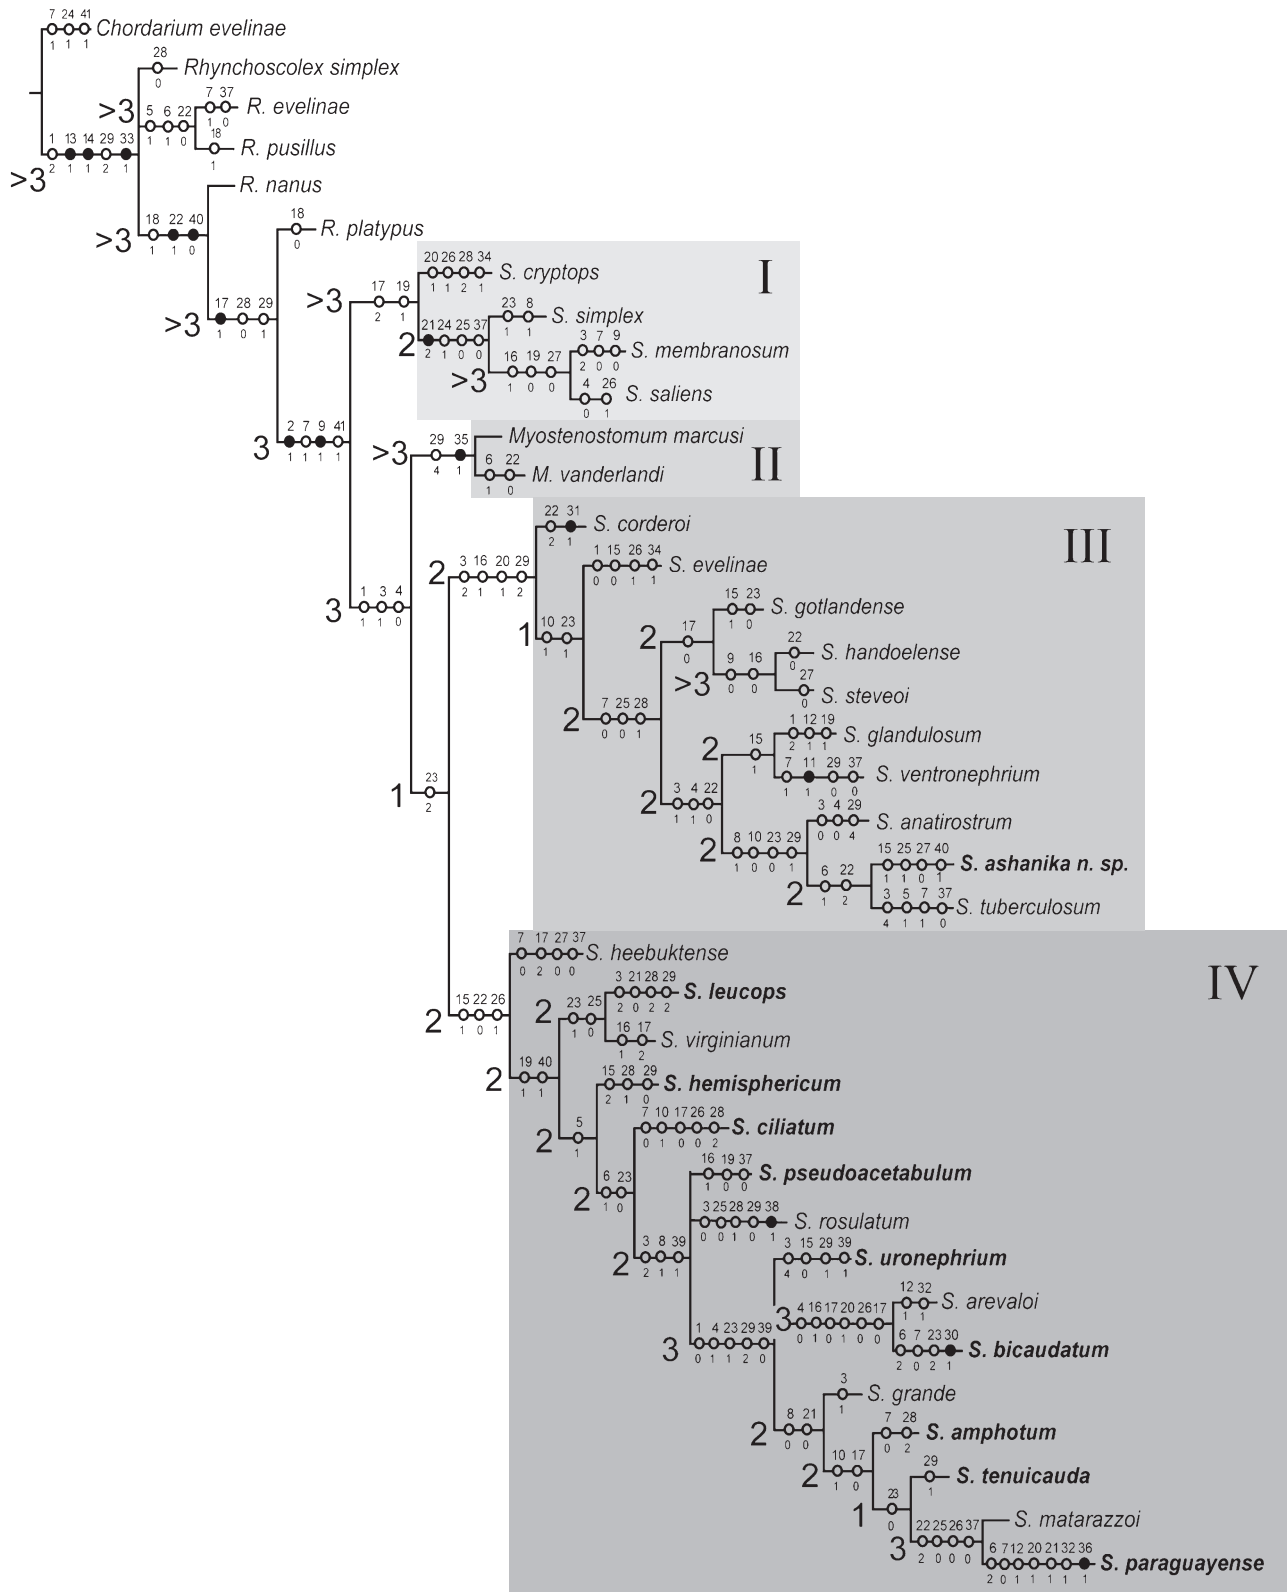 7 24 41
Chordarium evelinae
1 1 1
28
Rhynchoscolex simplex
0
7 37
>3
R. evelinae
5 6 22
1 0
1 1 0
18
R. pusillus
1
1 13 14 29 33
2 1 1 2 1
>3
R. nanus
18 22 40
>3
1 1 0
18
R. platypus
0
17 28 29
>3
1 0 1
I
20 26 28 34
S. cryptops
1 1 2 1
17 19
>3
2 1
23 8
S. simplex
1 1
21 24 25 37
2
2 1 0 0
3 7 9
S. membranosum
2 0 0
16 19 27
>3
1 0 0
4 26
S. saliens
0 1
2 7 9 41
3
1 1 1 1
II
Myostenostomum marcusi
29 35
>3
4 1
6 22
M. vanderlandi
1 0
III
22 31
S. corderoi
2 1
3 16 20 29
2
2 1 1 2
1 15 26 34
S. evelinae
0 0 1 1
1 3 4
3
1 1 0
10 23
1
1 1
15 23
S. gotlandense
1 0
17
2
0
22
S. handoelense
0
9 16
>3
0 0
27
S. steveoi
0
7 25 28
2
0 0 1
1 12 19
S. glandulosum
2 1 1
15
2
1
7 11 29 37
S. ventronephrium
1 1 0 0
23
1
2
3 4 22
2
1 1 0
3 4 29
S. anatirostrum
0 0 4
8 10 23 29
2
1 0 0 1
15 25 27 40
S. ashanika n. sp.
1 1 0 1
6 22
2
1 2
3 5 7 37
S. tuberculosum
4 1 1 0
IV
7 17 27 37
S. heebuktense
0 2 0 0
3 21 28 29
S. leucops
2 0 2 2
15 22 26
2
1 0 1
23 25
2
1 0
16 17
S. virginianum
1 2
19 40
2
1 1
15 28 29
S. hemisphericum
2 1 0
5
2
1
7 10 17 26 28
S. ciliatum
0 1 0 0 2
16 19 37
S. pseudoacetabulum
1 0 0
6 23
2
1 0
3 25 28 29 38
S. rosulatum
0 0 1 0 1
3 8 39
2
2 1 1
3 15 29 39
S. uronephrium
4 0 1 1
12 32
S. arevaloi
1 1
4 16 17 20 26 17
3
0 1 0 1 0 0
1 4 23 29 39
3
0 1 1 2 0
6 7 23 30
S. bicaudatum
2 0 2 1
3
S. grande
1
8 21
2
0 0
7 28
S. amphotum
0 2
10 17
2
1 0
29
S. tenuicauda
1
23
1
0
S. matarazzoi
22 25 26 37
3
2 0 0 0
6 7 12 20 21 32 36
S. paraguayense
2 0 1 1 1 1 1